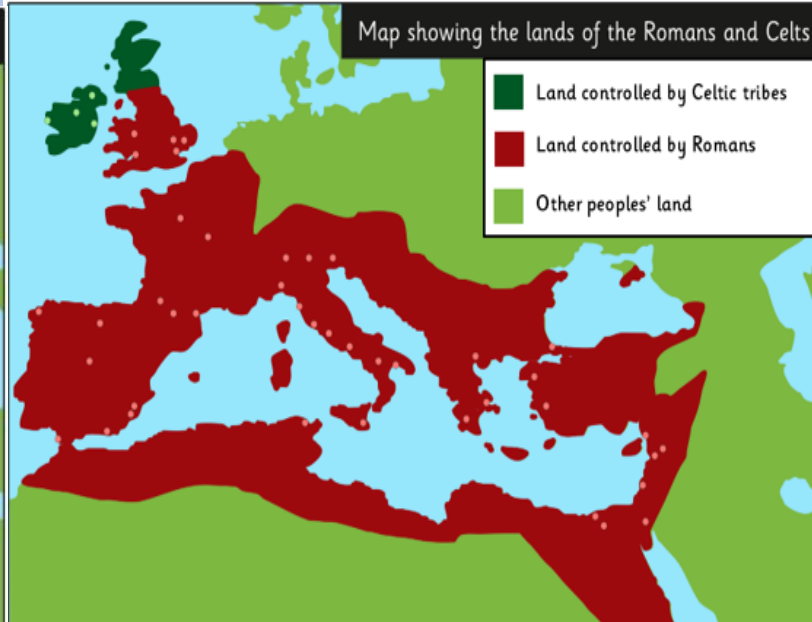 Map showing the lands of the Romans and Celts
Land controlled by Celtic tribes
Land controlled by Romans
Other peoples' land